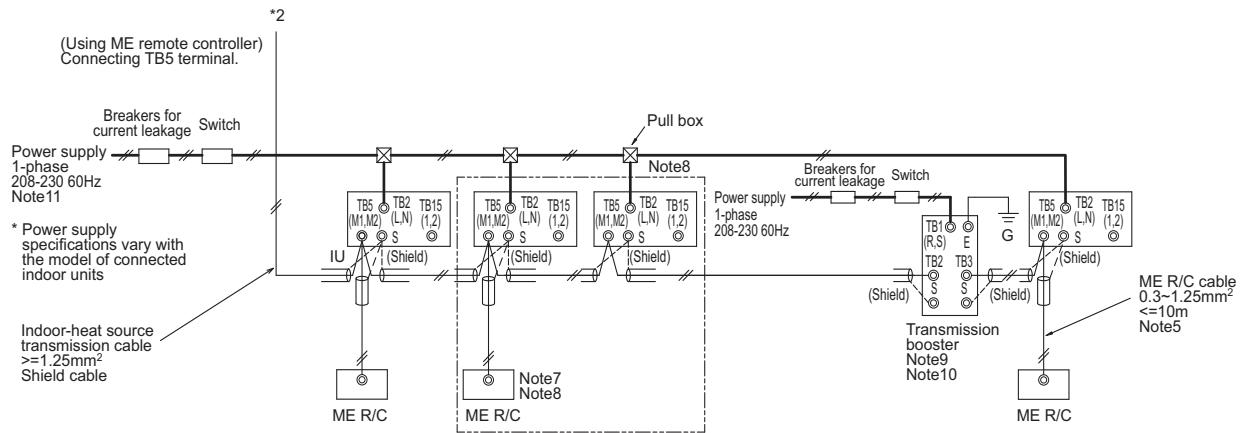 *2
(Using ME remote controller)
Connecting TB5 terminal.
Breakers for
current leakage
Switch
Pull box
Power supply
1-phase
208-230 60Hz
Note11
Note8
* Power supply
specifications vary with
the model of connected
indoor units
TB5
(M1,M2)
TB2
(L,N)
TB15
(1,2)
S
IU
(Shield)
TB5
(M1,M2)
TB2
(L,N)
TB15
(1,2)
S
(Shield)
TB5
(M1,M2)
TB2
(L,N)
TB15
(1,2)
S
(Shield)
Power supply
1-phase
208-230 60Hz
Breakers for
current leakage
Switch
TB1
(R,S)
E
G
TB2
TB3
S
S
(Shield)
(Shield)
Transmission
booster
Note9
Note10
TB5
(M1,M2)
TB2
(L,N)
TB15
(1,2)
S
(Shield)
ME R/C cable
0.3~1.25mm²
<=10m
Note5
Indoor-heat source
transmission cable
>=1.25mm²
Shield cable
ME R/C
Note7
Note8
ME R/C
ME R/C